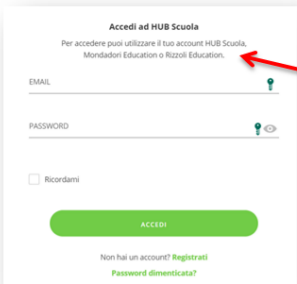 Accedi ad HUB Scuola
Per accedere puoi utilizzare il tuo account HUB Scuola,
Mondadori Education o Rizzoli Education.
EMAIL
PASSWORD
Ricordami
ACCEDI
Non hai un account? Registrati
Password dimenticata?